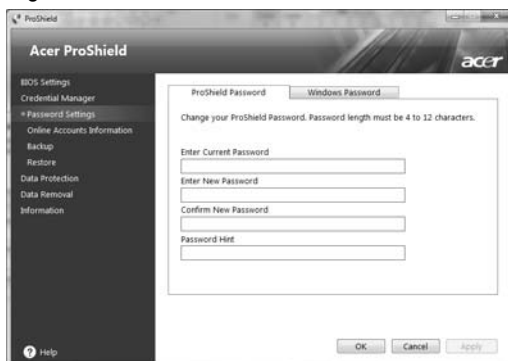 ProShield
Acer ProShield
acer
BIOS Settings
Credential Manager
Password Settings
Online Accounts Information
Backup
Restore
Data Protection
Data Removal
Information
Help
ProShield Password
Windows Password
Change your ProShield Password. Password length must be 4 to 12 characters.
Enter Current Password
Enter New Password
Confirm New Password
Password Hint
OK
Cancel
Apply